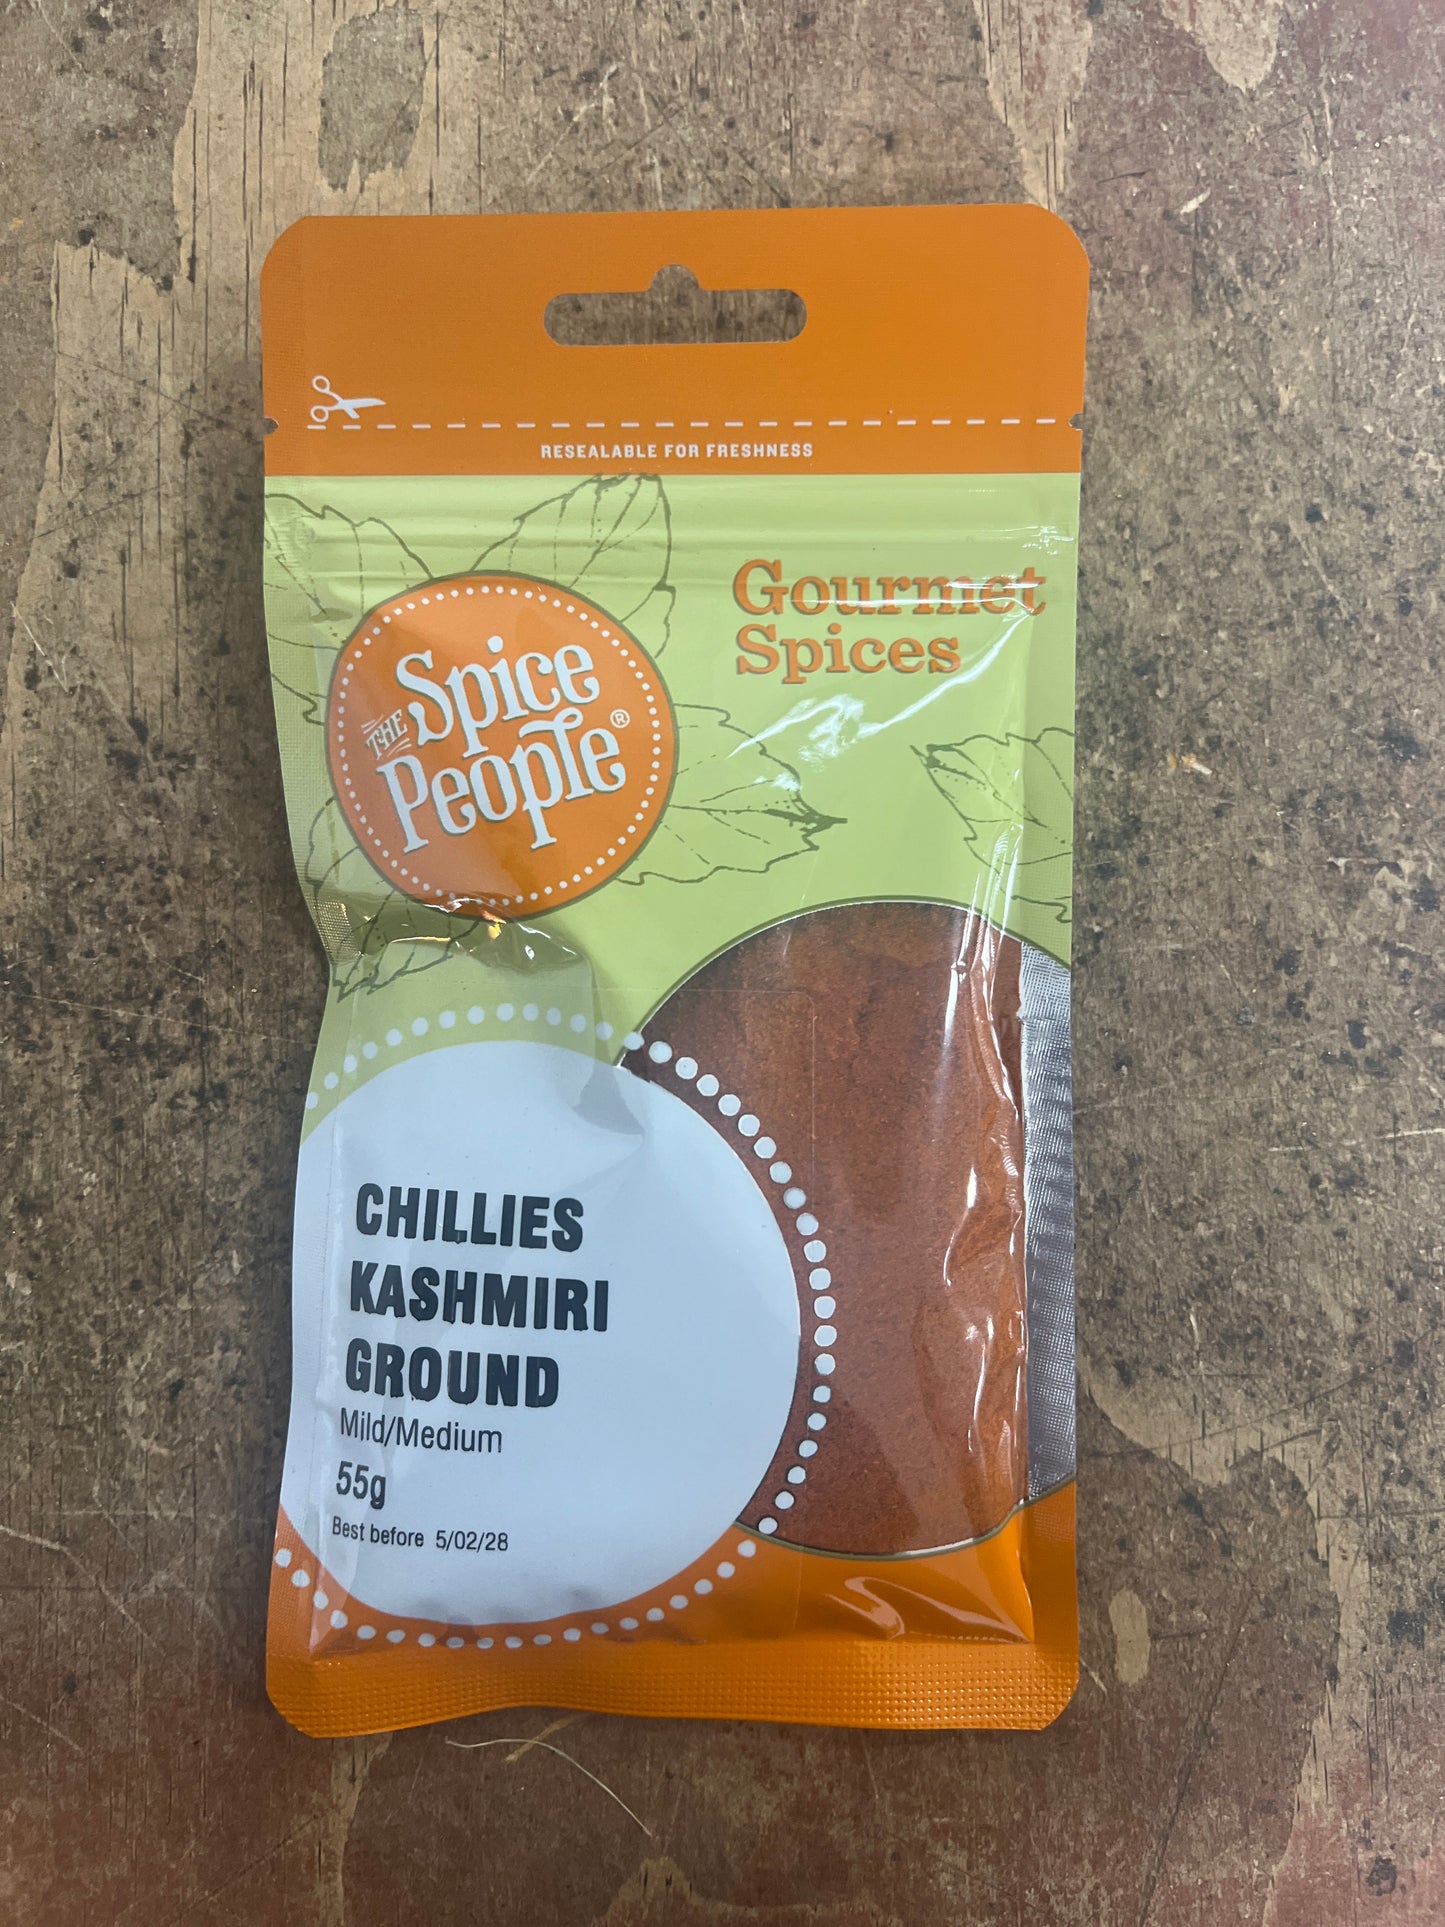 RESEALABLE FOR FRESHNESS
Gourmet
Spices
THE Spice
People®
CHILLIES
KASHMIRI
GROUND
Mild/Medium
55g
Best before 5/02/28